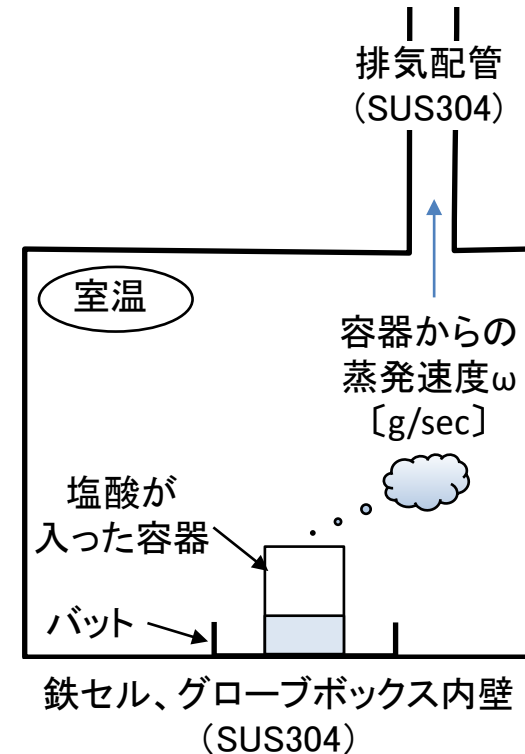 排気配管
（SUS304）
室温
容器からの
蒸発速度ω
〔g/sec〕
塩酸が
入った容器
バット
鉄セル、グローブボックス内壁
（SUS304）